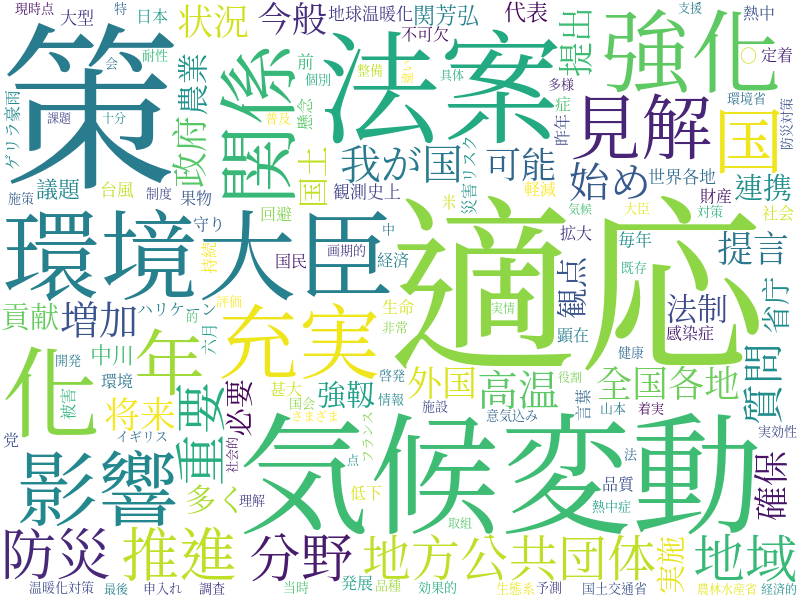 現時点
特
大型
日本
状況
今般
地球温暖化
関芳弘
代表
熱中
支援
不可欠
提出
強化
〇
定着
策
耐性
会
農業
関係
前
個別
整備
強い
具体
多様
法案
ゲリラ豪雨
課題
十分
普及
懸念
症
昨年
見解
環境省
防災対策
国
政府
国土
我が国
災害リスク
可能
始め
世界各地
連携
施策
議題
台風
制度
果物
観測史上
米
軽減
気候
大臣
対策
財産
社会
回避
守り
環境大臣
適応
持続
国民
画期的
中
経済
拡大
毎年
提言
観点
既存
省庁
貢献
増加
ハリケーン
評価
充実
生命
非常
実情
顕在
法制
感染症
化
中川
年
六月
外国
高温
全国各地
健康
質問
開発
環境
被害
将来
重要
必要
甚大
国会
さまざま
強靱
啓発
情報
施設
役割
意気込み
言葉
山本
着実
実効性
党
イギリス
影響
社会的
フランス
点
気候変動
法
品質
確保
多く
理解
低下
熱中症
取組
防災
推進
分野
地方公共団体
実施
地域
温暖化対策
最後
申入れ
調査
当時
発展
品種
効果的
生態系
予測
国土交通省
農林水産省
経済的